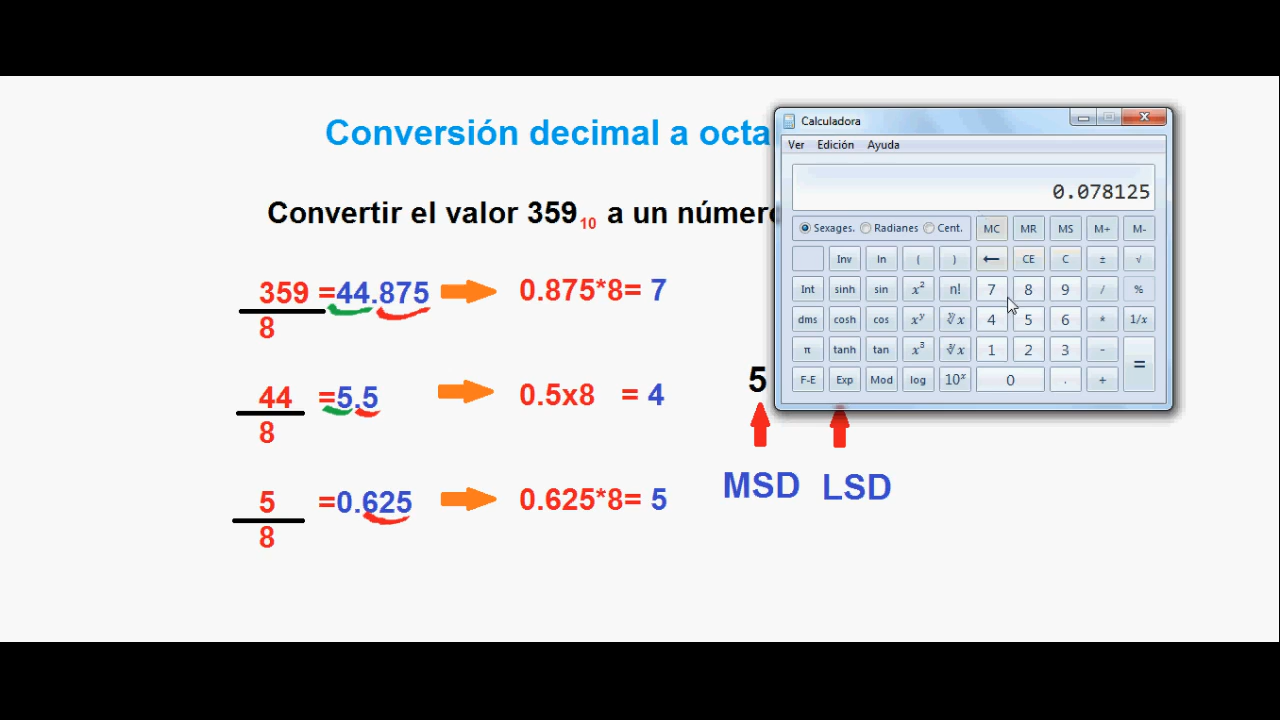 Conversión decimal a octa
Convertir el valor 359₁₀ a un número
359 =44.875 0.875*8= 7
8
44 =5.5 0.5x8 = 4
8
5 =0.625 0.625*8= 5
8
5
MSD LSD
Calculadora
Ver Edición Ayuda
0.078125
Sexages. Radianes Cent. MC MR MS M+ M-
Inv ln ( ) ← CE C ± √
Int sinh sin x² n! 7 8 9 / %
dms cosh cos xʸ ʸ√x 4 5 6 * 1/x
π tanh tan x³ ³√x 1 2 3 - =
F-E Exp Mod log 10ˣ 0 . +